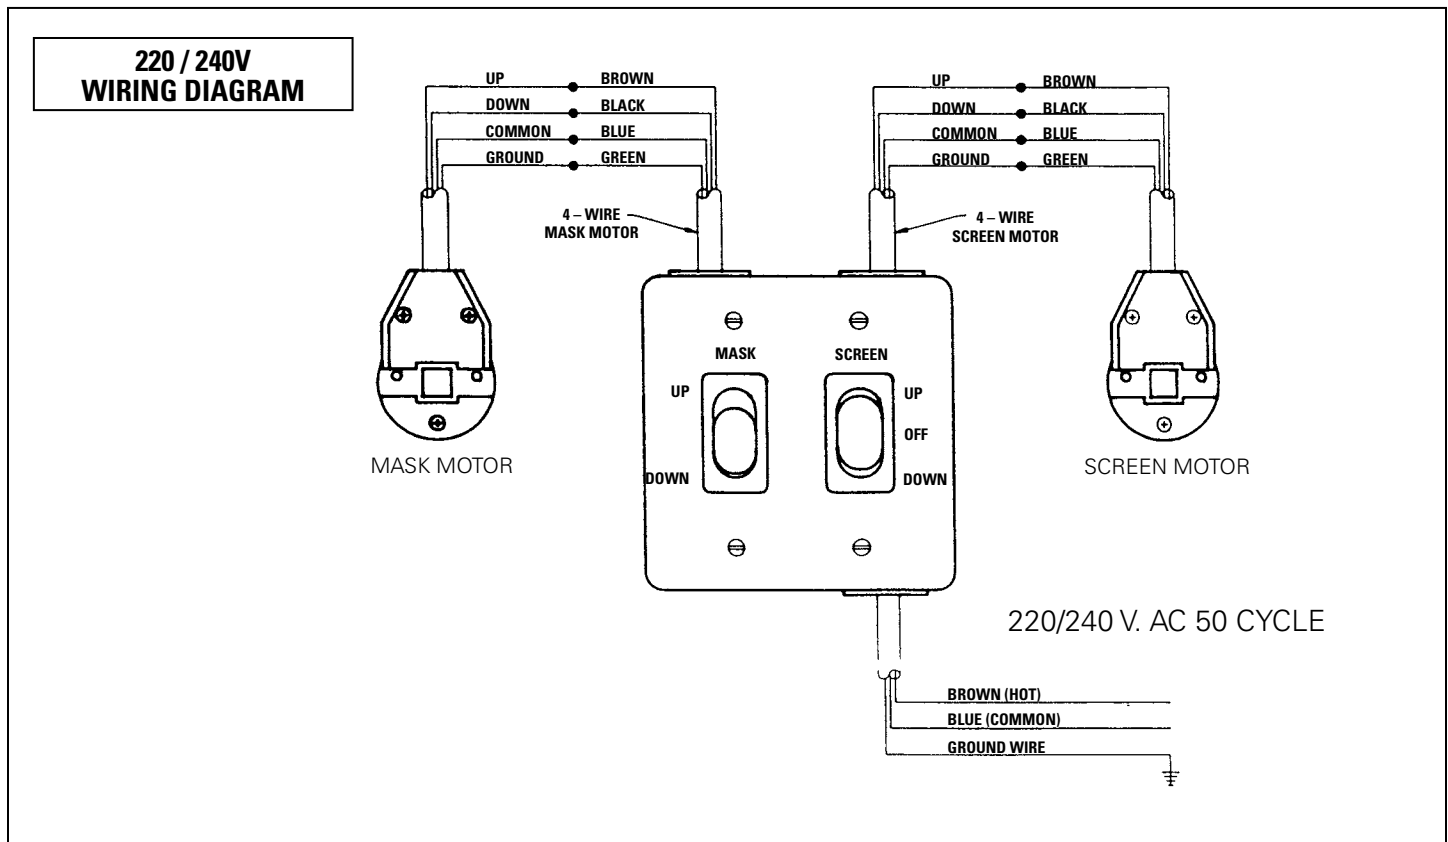 220 / 240V
WIRING DIAGRAM
UP BROWN
DOWN BLACK
COMMON BLUE
GROUND GREEN
UP BROWN
DOWN BLACK
COMMON BLUE
GROUND GREEN
4 – WIRE
MASK MOTOR
4 – WIRE
SCREEN MOTOR
MASK
UP
DOWN
SCREEN
UP
OFF
DOWN
MASK MOTOR
SCREEN MOTOR
220/240 V. AC 50 CYCLE
BROWN (HOT)
BLUE (COMMON)
GROUND WIRE